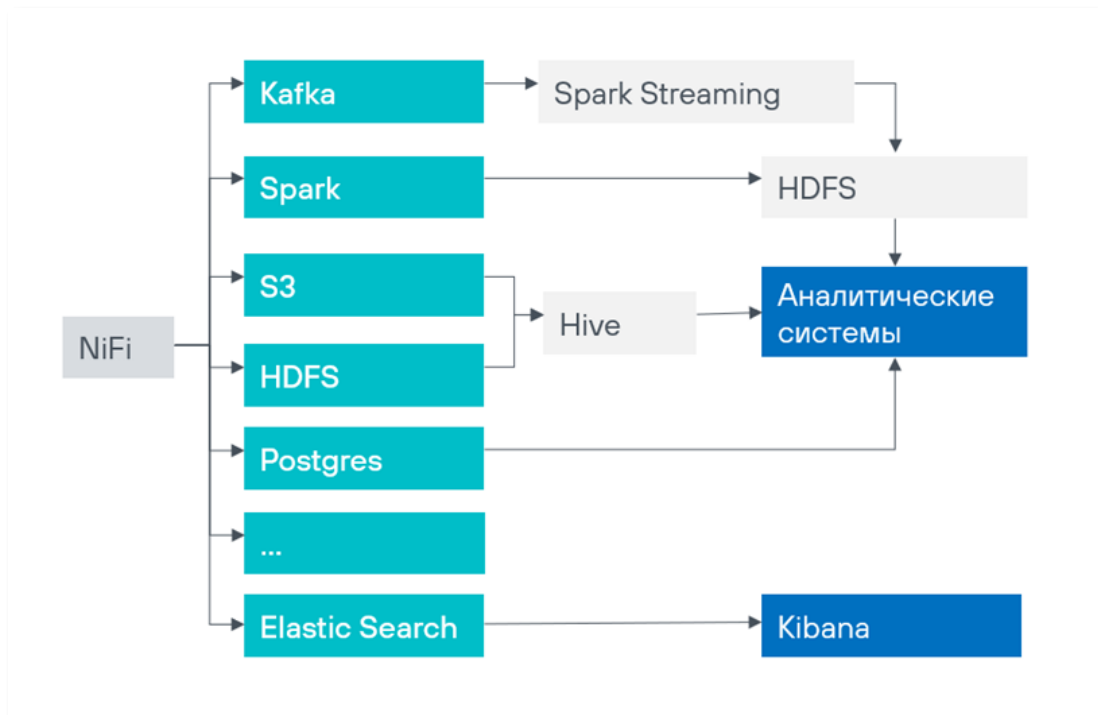 Kafka
Spark Streaming
Spark
HDFS
S3
Аналитические
системы
Hive
NiFi
HDFS
Postgres
...
Elastic Search
Kibana